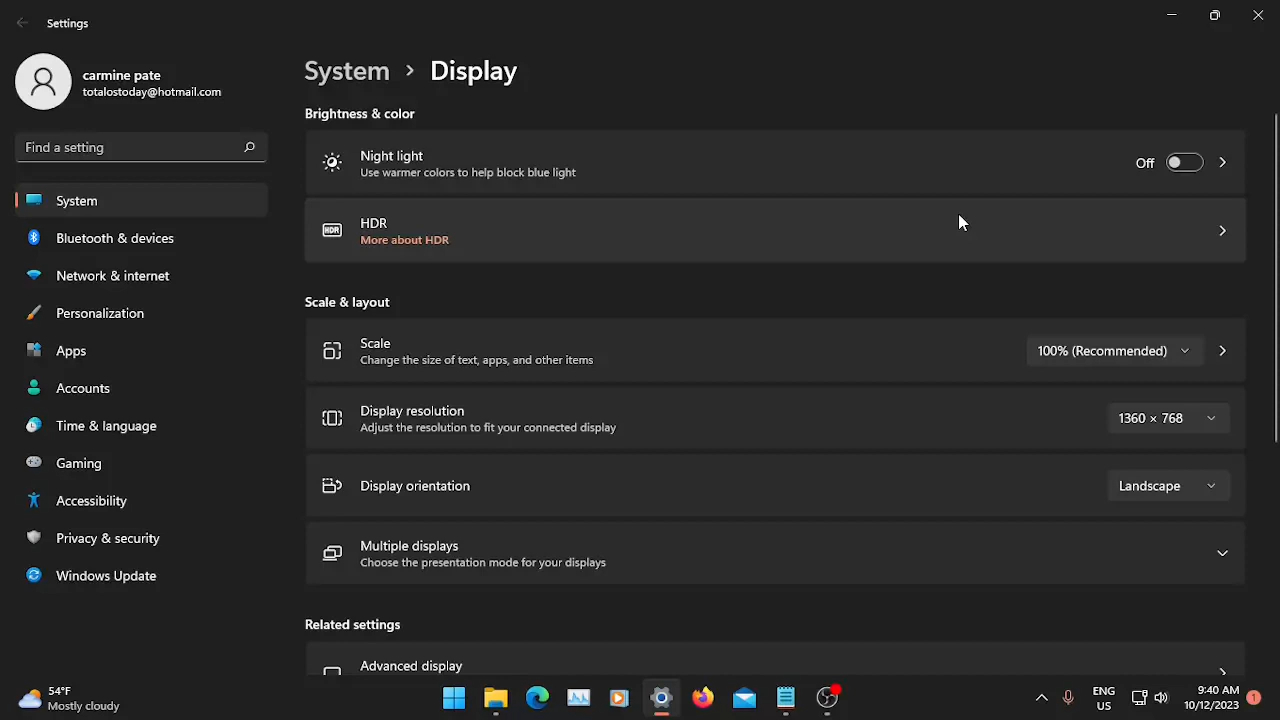 Settings
carmine pate
totalostoday@hotmail.com
Find a setting
System
Bluetooth & devices
Network & internet
Personalization
Apps
Accounts
Time & language
Gaming
Accessibility
Privacy & security
Windows Update
System > Display
Brightness & color
Night light
Use warmer colors to help block blue light
Off
HDR
HDR
More about HDR
Scale & layout
Scale
Change the size of text, apps, and other items
100% (Recommended)
Display resolution
Adjust the resolution to fit your connected display
1360 × 768
Display orientation
Landscape
Multiple displays
Choose the presentation mode for your displays
Related settings
Advanced display
54°F
Mostly cloudy
ENG
US
9:40 AM
10/12/2023
1